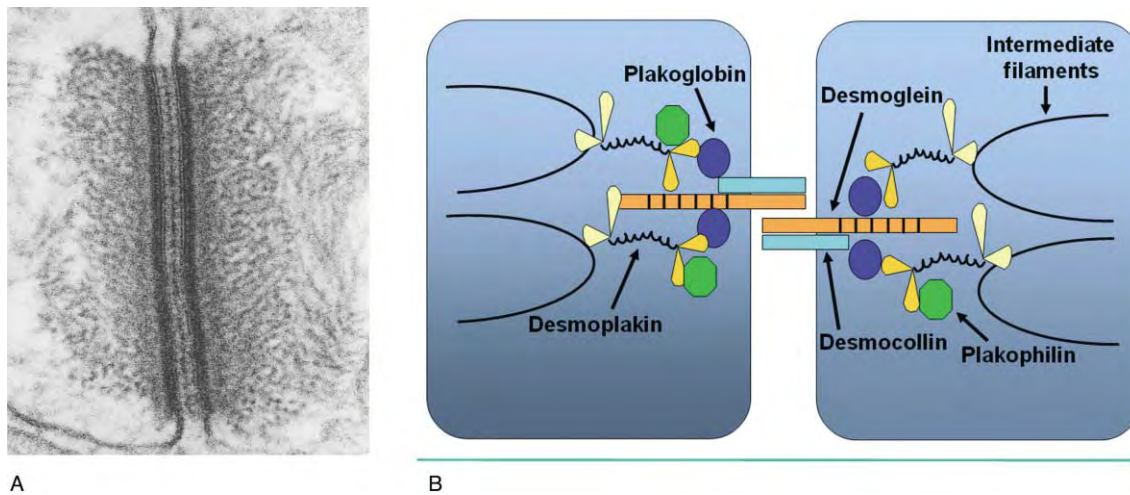 Plakoglobin
Intermediate
filaments
Desmoglein
Desmoplakin
Desmocollin
Plakophilin
A
B